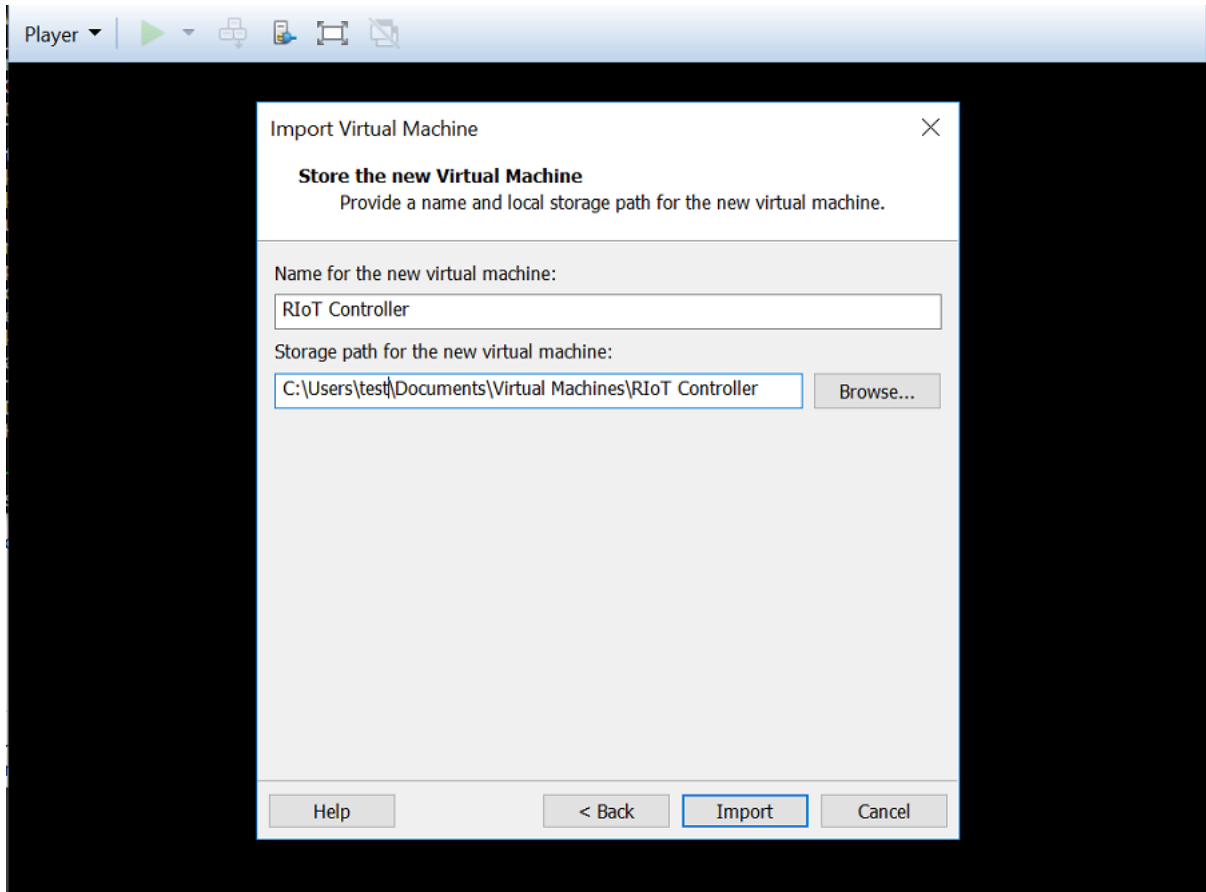 Player
Import Virtual Machine
Store the new Virtual Machine
Provide a name and local storage path for the new virtual machine.
Name for the new virtual machine:
RIoT Controller
Storage path for the new virtual machine:
C:\Users\test\Documents\Virtual Machines\RIoT Controller
Browse...
Help
< Back
Import
Cancel